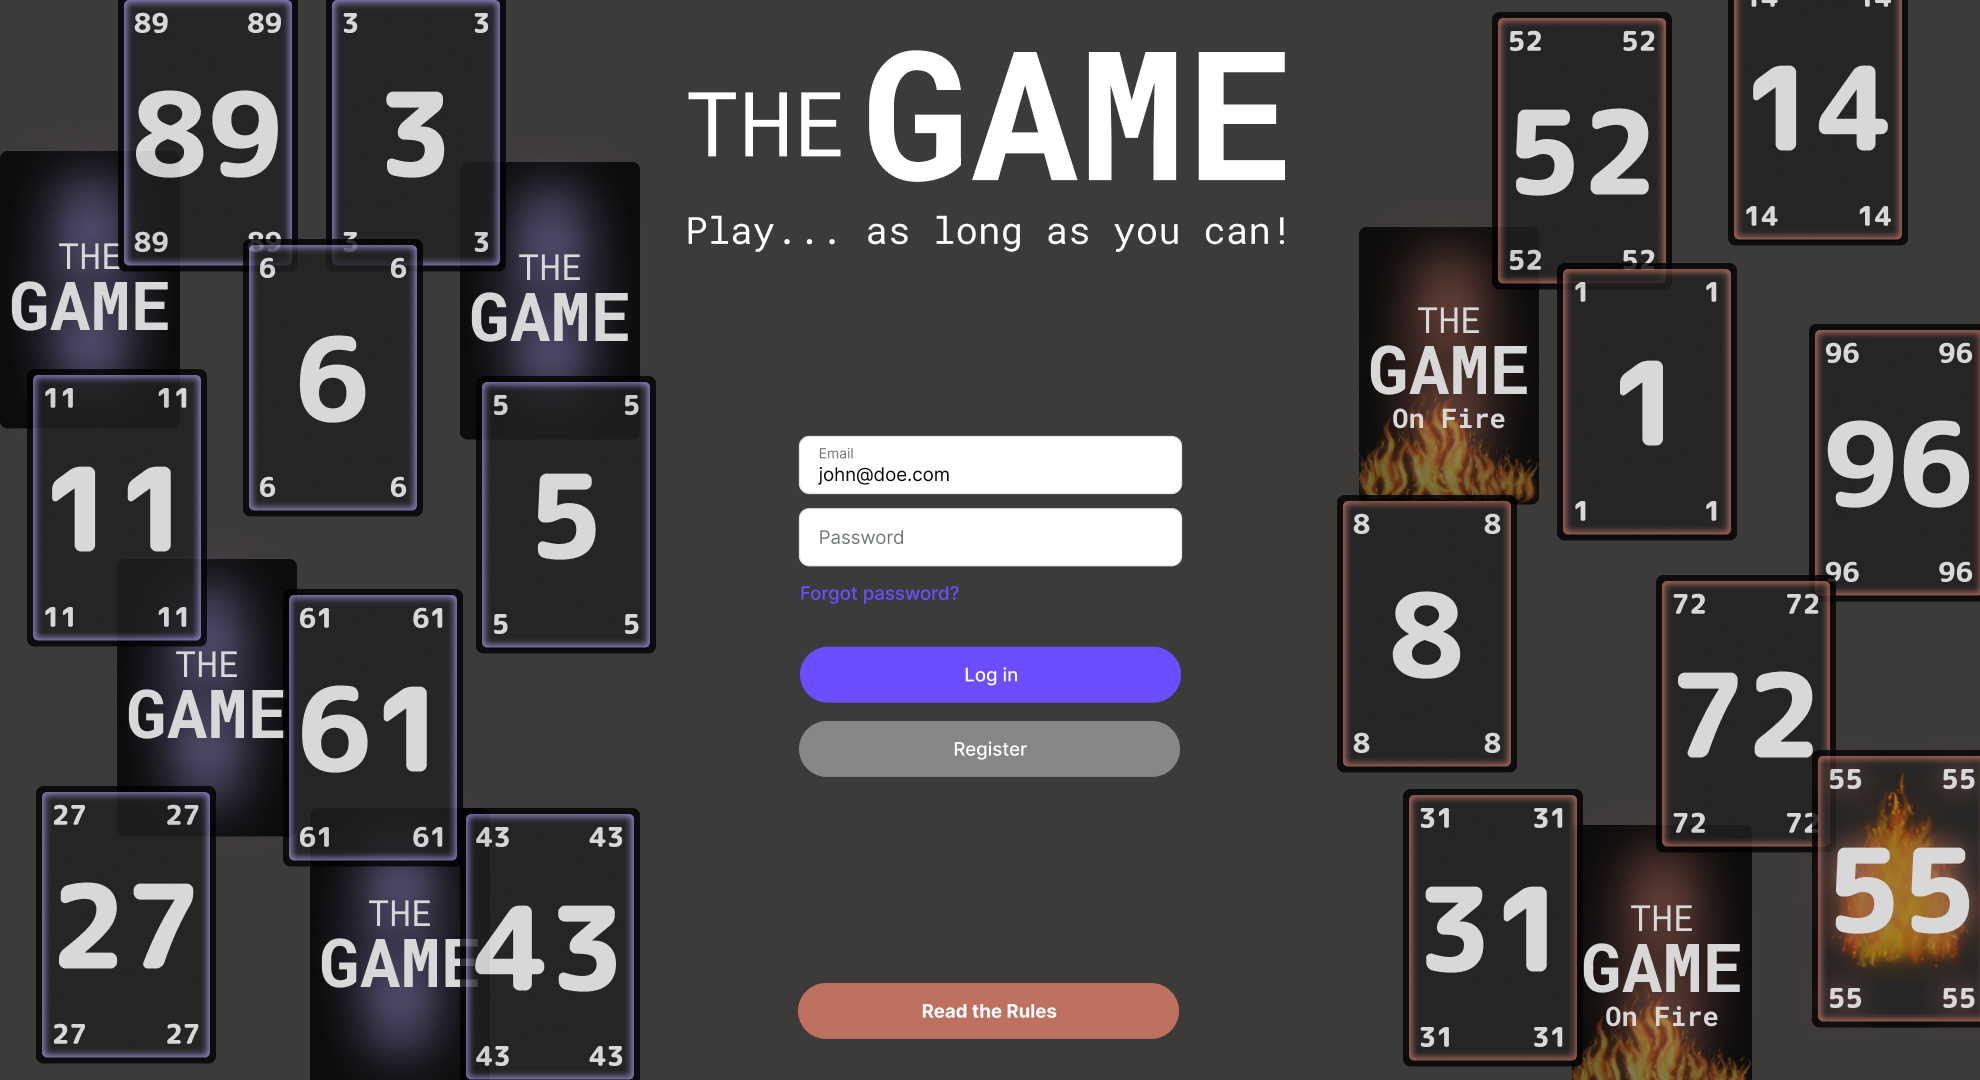 THE GAME
Play... as long as you can!
Email
john@doe.com
Password
Forgot password?
Log in
Register
Read the Rules
89 89
89
89 89
3 3
3
3 3
THE
GAME
THE
GAME
6 6
6
6 6
11 11
11
11 11
5 5
5
5 5
THE
GAME
61 61
61
61 61
27 27
27
27 27
THE
GAME
43 43
43
43 43
52 52
52
52 52
14 14
14
14 14
THE
GAME
On Fire
1 1
1
1 1
96 96
96
96 96
8 8
8
8 8
72 72
72
72 72
55 55
55
55 55
31 31
31
31 31
THE
GAME
On Fire